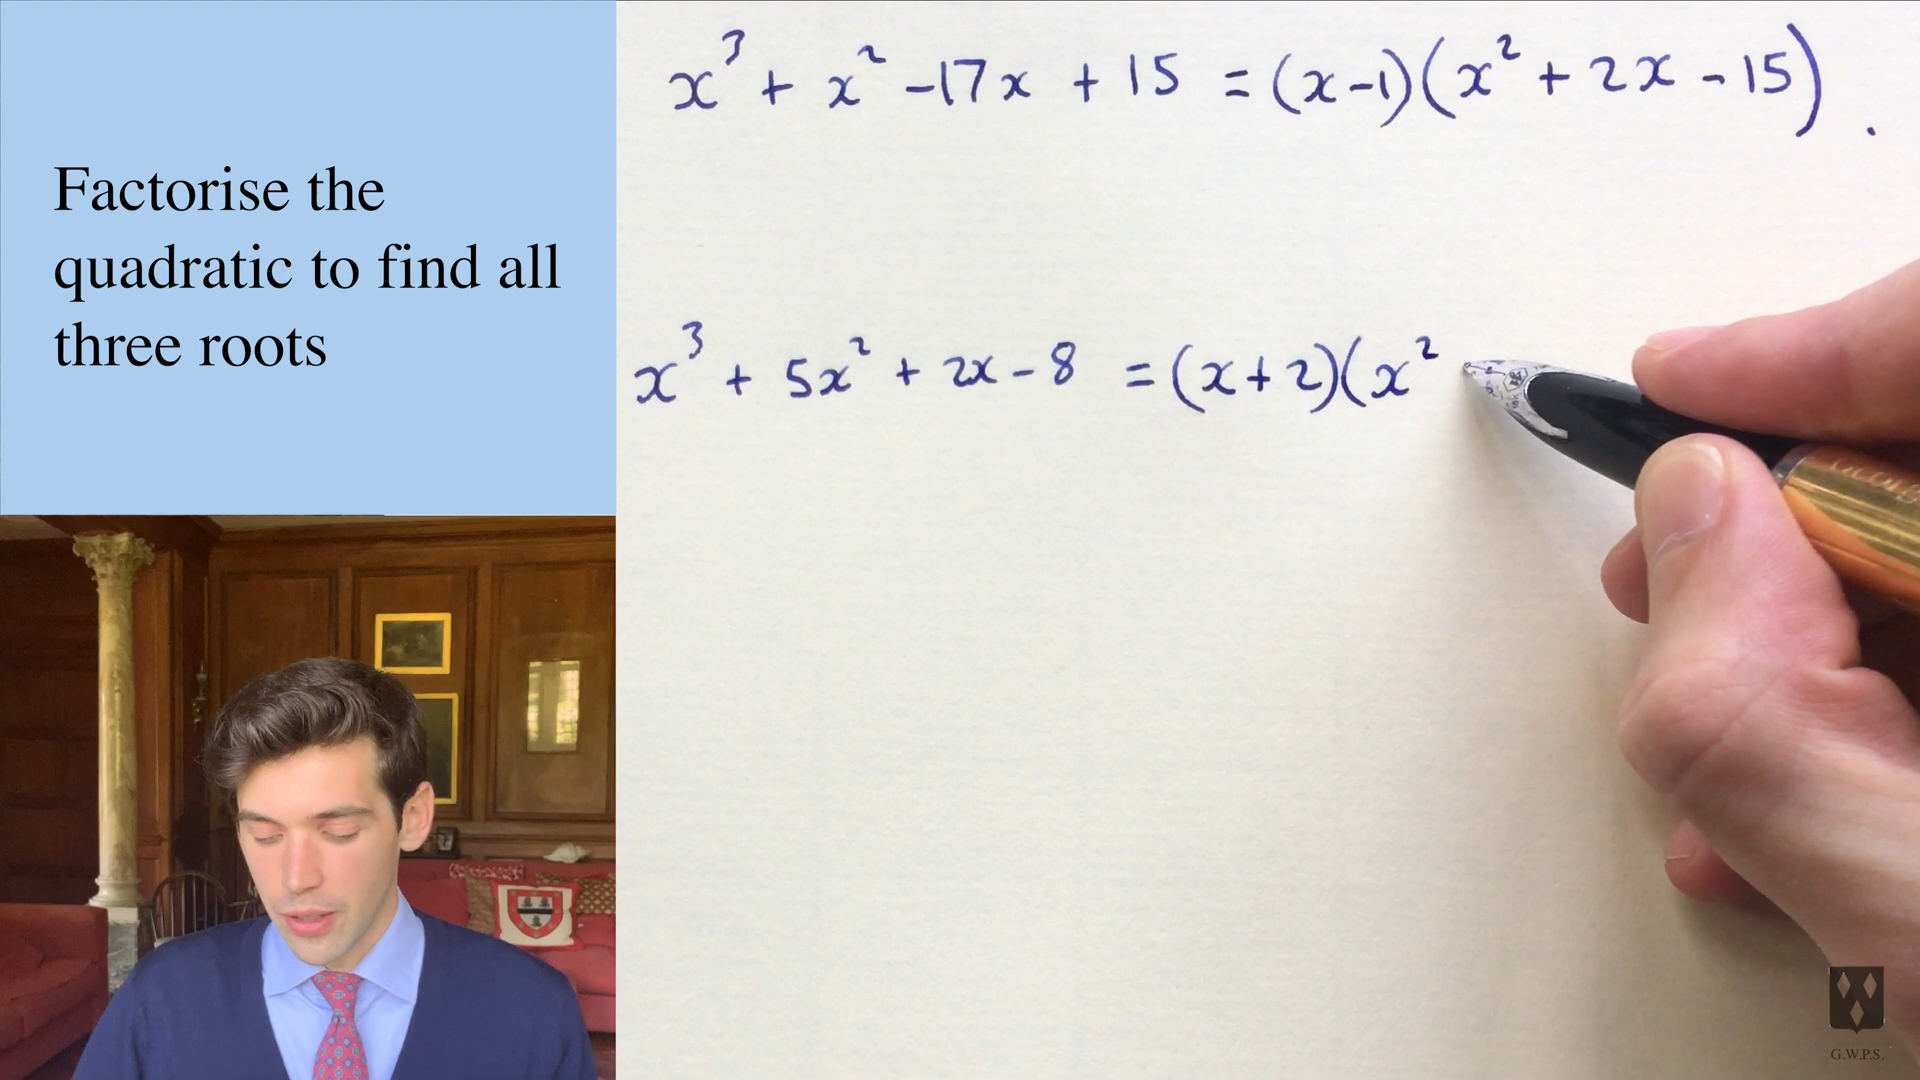 Factorise the
quadratic to find all
three roots
x³ + x² -17x + 15 = (x-1)(x² + 2x - 15).
x³ + 5x² + 2x - 8 = (x+2)(x²
G.W.P.S.